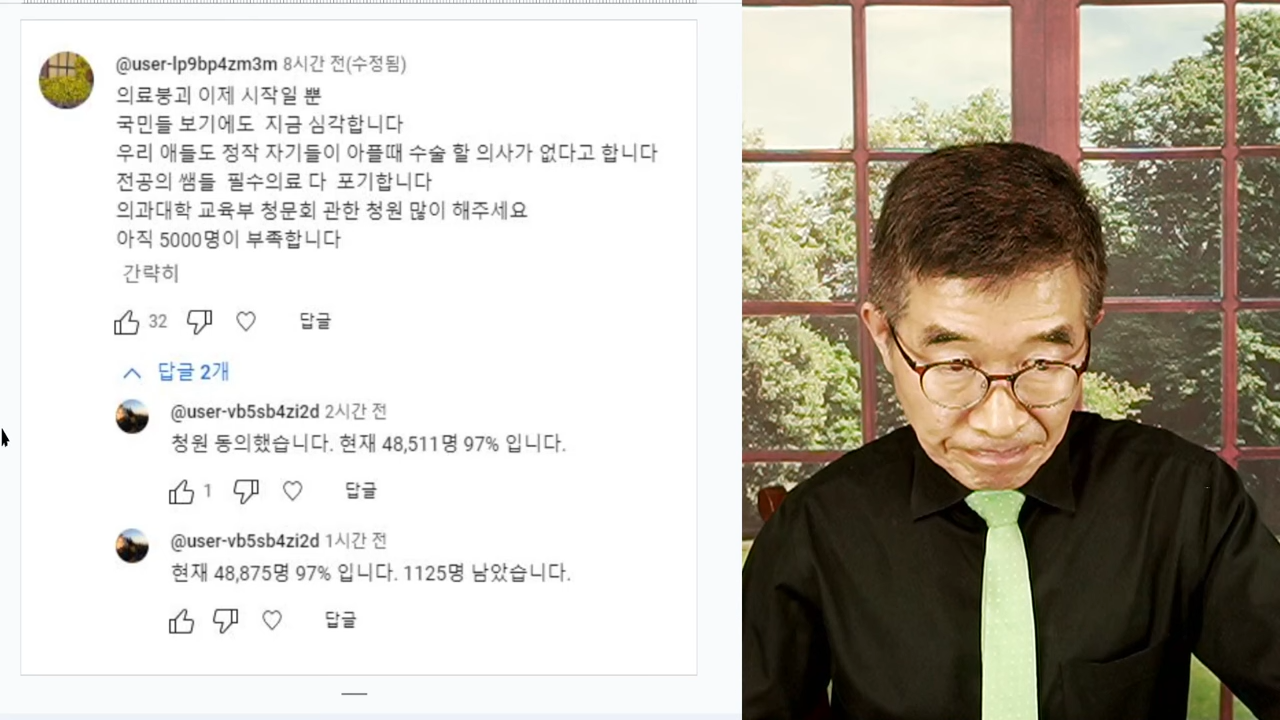 @user-lp9bp4zm3m 8시간 전(수정됨)
의료붕괴 이제 시작일 뿐
국민들 보기에도 지금 심각합니다
우리 애들도 정작 자기들이 아플때 수술 할 의사가 없다고 합니다
전공의 쌤들 필수의료 다 포기합니다
의과대학 교육부 청문회 관한 청원 많이 해주세요
아직 5000명이 부족합니다
간략히
32 답글
답글 2개
@user-vb5sb4zi2d 2시간 전
청원 동의했습니다. 현재 48,511명 97% 입니다.
1 답글
@user-vb5sb4zi2d 1시간 전
현재 48,875명 97% 입니다. 1125명 남았습니다.
답글